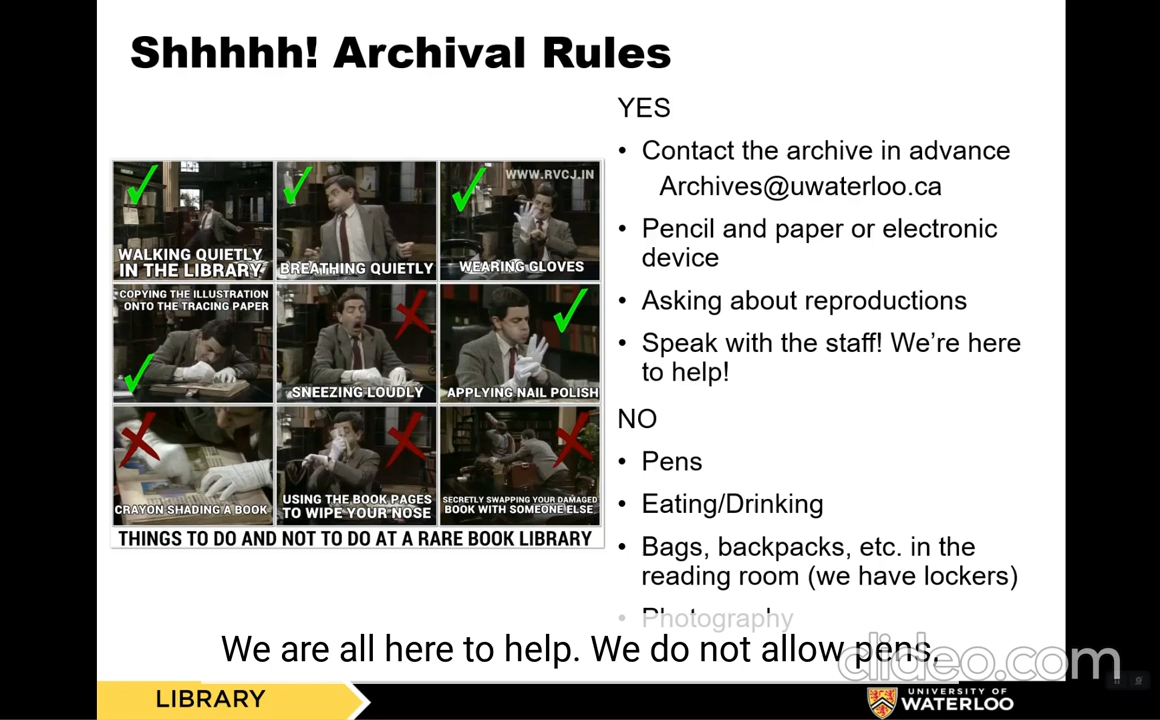 Shhhhh! Archival Rules
WWW.RVCJ.IN
WALKING QUIETLY
IN THE LIBRARY
BREATHING QUIETLY
WEARING GLOVES
COPYING THE ILLUSTRATION
ONTO THE TRACING PAPER
SNEEZING LOUDLY
APPLYING NAIL POLISH
CRAYON SHADING A BOOK
USING THE BOOK PAGES
TO WIPE YOUR NOSE
SECRETLY SWAPPING YOUR DAMAGED
BOOK WITH SOMEONE ELSE
THINGS TO DO AND NOT TO DO AT A RARE BOOK LIBRARY
YES
• Contact the archive in advance
Archives@uwaterloo.ca
• Pencil and paper or electronic
device
• Asking about reproductions
• Speak with the staff! We’re here
to help!
NO
• Pens
• Eating/Drinking
• Bags, backpacks, etc. in the
reading room (we have lockers)
• Photography
We are all here to help. We do not allow pens,
clideo.com
LIBRARY
UNIVERSITY OF
WATERLOO